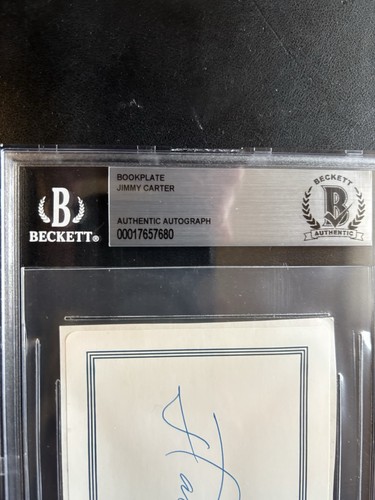 BOOKPLATE
JIMMY CARTER
AUTHENTIC AUTOGRAPH
00017657680
B
BECKETT®
BECKETT
B
AUTHENTIC